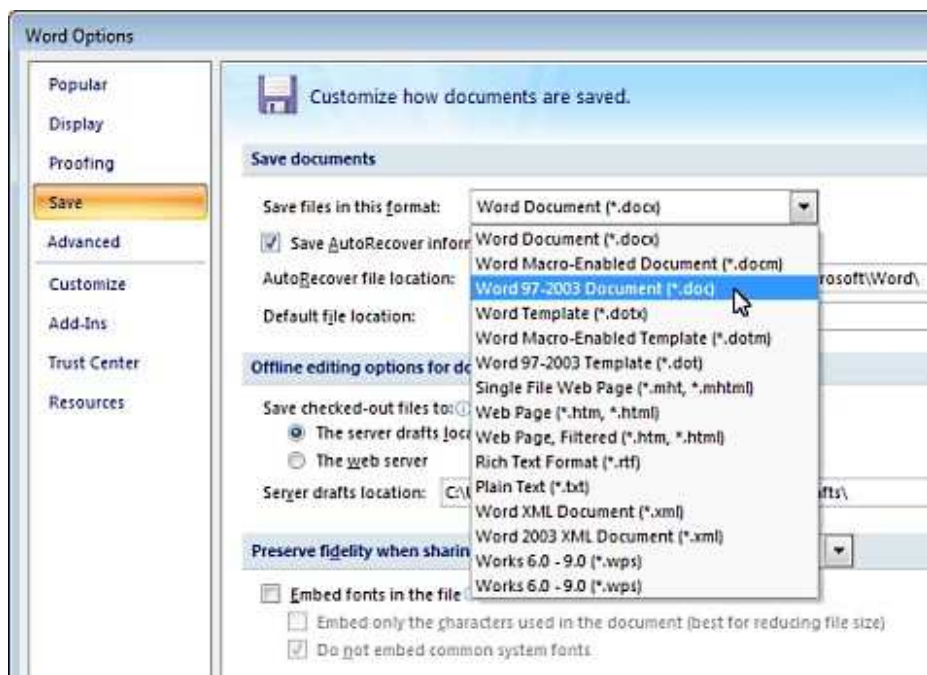 Word Options
Popular
Display
Proofing
Save
Advanced
Customize
Add-Ins
Trust Center
Resources
Customize how documents are saved.
Save documents
Save files in this format: Word Document (*.docx)
Save AutoRecover infor
AutoRecover file location: rosoft\Word\
Default file location:
Word Document (*.docx)
Word Macro-Enabled Document (*.docm)
Word 97-2003 Document (*.doc)
Word Template (*.dotx)
Word Macro-Enabled Template (*.dotm)
Word 97-2003 Template (*.dot)
Single File Web Page (*.mht, *.mhtml)
Web Page (*.htm, *.html)
Web Page, Filtered (*.htm, *.html)
Rich Text Format (*.rtf)
Plain Text (*.txt)
Word XML Document (*.xml)
Word 2003 XML Document (*.xml)
Works 6.0 - 9.0 (*.wps)
Works 6.0 - 9.0 (*.wps)
Offline editing options for do
Save checked-out files to:
The server drafts loca
The web server
Server drafts location: C:\U fts\
Preserve fidelity when sharin
Embed fonts in the file
Embed only the characters used in the document (best for reducing file size)
Do not embed common system fonts